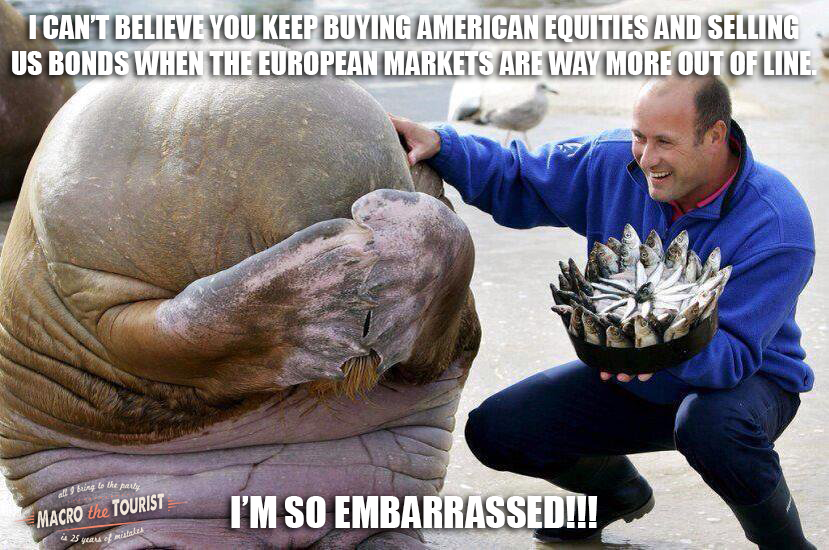 I CAN'T BELIEVE YOU KEEP BUYING AMERICAN EQUITIES AND SELLING
US BONDS WHEN THE EUROPEAN MARKETS ARE WAY MORE OUT OF LINE.
all I bring to the party
MACRO the TOURIST
is 25 years of mistakes
I'M SO EMBARRASSED!!!